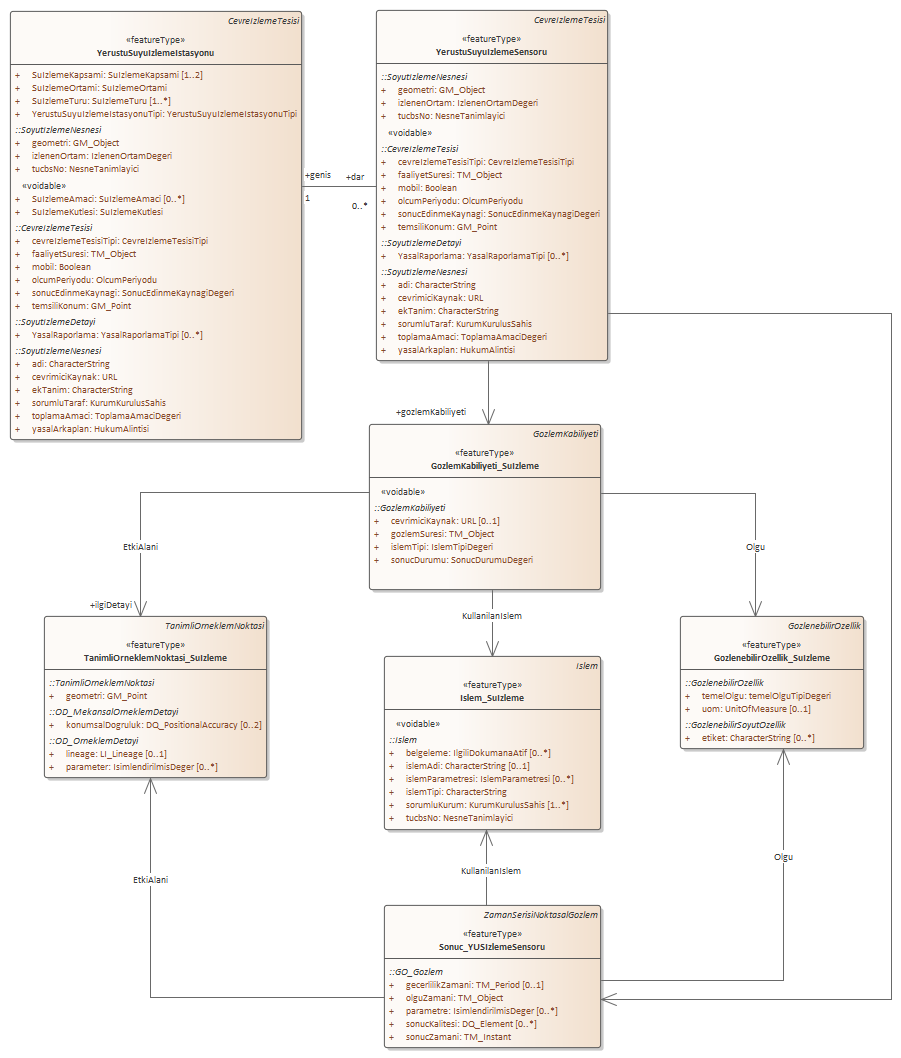 CevreIzlemeTesisi
«featureType»
YerustuSuyuIzlemeIstasyonu
+ SuIzlemeKapsami: SuIzlemeKapsami [1..2]
+ SuIzlemeOrtami: SuIzlemeOrtami
+ SuIzlemeTuru: SuIzlemeTuru [1..*]
+ YerustuSuyuIzlemeIstasyonuTipi: YerustuSuyuIzlemeIstasyonuTipi
::SoyutIzlemeNesnesi
+ geometri: GM_Object
+ izlenenOrtam: IzlenenOrtamDegeri
+ tucbsNo: NesneTanimlayici
«voidable»
+ SuIzlemeAmaci: SuIzlemeAmaci [0..*]
+ SuIzlemeKutlesi: SuIzlemeKutlesi
::CevreIzlemeTesisi
+ cevreIzlemeTesisiTipi: CevreIzlemeTesisiTipi
+ faaliyetSuresi: TM_Object
+ mobil: Boolean
+ olcumPeriyodu: OlcumPeriyodu
+ sonucEdinmeKaynagi: SonucEdinmeKaynagiDegeri
+ temsiliKonum: GM_Point
::SoyutIzlemeDetayi
+ YasalRaporlama: YasalRaporlamaTipi [0..*]
::SoyutIzlemeNesnesi
+ adi: CharacterString
+ cevrimiciKaynak: URL
+ ekTanim: CharacterString
+ sorumluTaraf: KurumKurulusSahis
+ toplamaAmaci: ToplamaAmaciDegeri
+ yasalArkaplan: HukumAlintisi
+genis
1
+dar
0..*
CevreIzlemeTesisi
«featureType»
YerustuSuyuIzlemeSensoru
::SoyutIzlemeNesnesi
+ geometri: GM_Object
+ izlenenOrtam: IzlenenOrtamDegeri
+ tucbsNo: NesneTanimlayici
«voidable»
::CevreIzlemeTesisi
+ cevreIzlemeTesisiTipi: CevreIzlemeTesisiTipi
+ faaliyetSuresi: TM_Object
+ mobil: Boolean
+ olcumPeriyodu: OlcumPeriyodu
+ sonucEdinmeKaynagi: SonucEdinmeKaynagiDegeri
+ temsiliKonum: GM_Point
::SoyutIzlemeDetayi
+ YasalRaporlama: YasalRaporlamaTipi [0..*]
::SoyutIzlemeNesnesi
+ adi: CharacterString
+ cevrimiciKaynak: URL
+ ekTanim: CharacterString
+ sorumluTaraf: KurumKurulusSahis
+ toplamaAmaci: ToplamaAmaciDegeri
+ yasalArkaplan: HukumAlintisi
+gozlemKabiliyeti
GozlemKabiliyeti
«featureType»
GozlemKabiliyeti_SuIzleme
«voidable»
::GozlemKabiliyeti
+ cevrimiciKaynak: URL [0..1]
+ gozlemSuresi: TM_Object
+ islemTipi: IslemTipiDegeri
+ sonucDurumu: SonucDurumuDegeri
EtkiAlani
+ilgiDetayi
KullanilanIslem
Olgu
TanimliOrneklemNoktasi
«featureType»
TanimliOrneklemNoktasi_SuIzleme
::TanimliOrneklemNoktasi
+ geometri: GM_Point
::OD_MekansalOrneklemDetayi
+ konumsalDogruluk: DQ_PositionalAccuracy [0..2]
::OD_OrneklemDetayi
+ lineage: LI_Lineage [0..1]
+ parameter: IsimlendirilmisDeger [0..*]
Islem
«featureType»
Islem_SuIzleme
«voidable»
::Islem
+ belgeleme: IlgiliDokumanaAtif [0..*]
+ islemAdi: CharacterString [0..1]
+ islemParametresi: IslemParametresi [0..*]
+ islemTipi: CharacterString
+ sorumluKurum: KurumKurulusSahis [1..*]
+ tucbsNo: NesneTanimlayici
GozlenebilirOzellik
«featureType»
GozlenebilirOzellik_SuIzleme
::GozlenebilirOzellik
+ temelOlgu: temelOlguTipiDegeri
+ uom: UnitOfMeasure [0..1]
::GozlenebilirSoyutOzellik
+ etiket: CharacterString [0..*]
EtkiAlani
KullanilanIslem
Olgu
ZamanSerisiNoktasalGozlem
«featureType»
Sonuc_YUSIzlemeSensoru
::GO_Gozlem
+ gecerlilikZamani: TM_Period [0..1]
+ olguZamani: TM_Object
+ parametre: IsimlendirilmisDeger [0..*]
+ sonucKalitesi: DQ_Element [0..*]
+ sonucZamani: TM_Instant